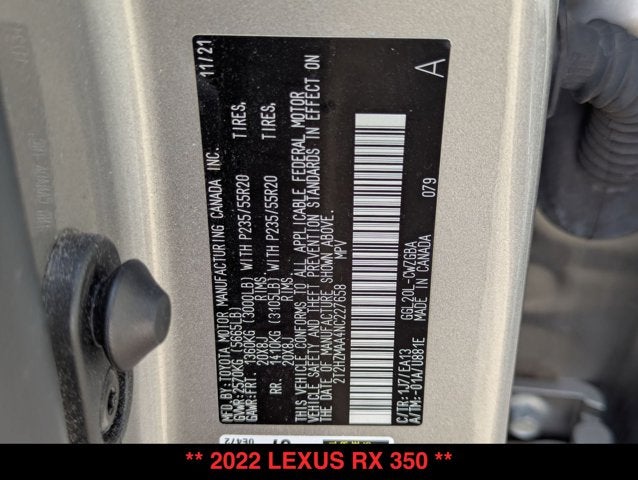 MFD.BY:TOYOTA MOTOR MANUFACTURING CANADA INC. 11/21
GVWR:2570KG (5665LB)
GAWR:FRT. 1360KG (3000LB) WITH P235/55R20 TIRES,
20X8J RIMS,
RR. 1410KG (3105LB) WITH P235/55R20 TIRES,
20X8J RIMS.
THIS VEHICLE CONFORMS TO ALL APPLICABLE FEDERAL MOTOR
VEHICLE SAFETY AND THEFT PREVENTION STANDARDS IN EFFECT ON
THE DATE OF MANUFACTURE SHOWN ABOVE.
2T2HZMAA4NC227658 MPV
A
079
C/TR:1J7/EA13 GGL20L-CWZGBA
A/TM:-01A/U881E MADE IN CANADA
0E472
** 2022 LEXUS RX 350 **